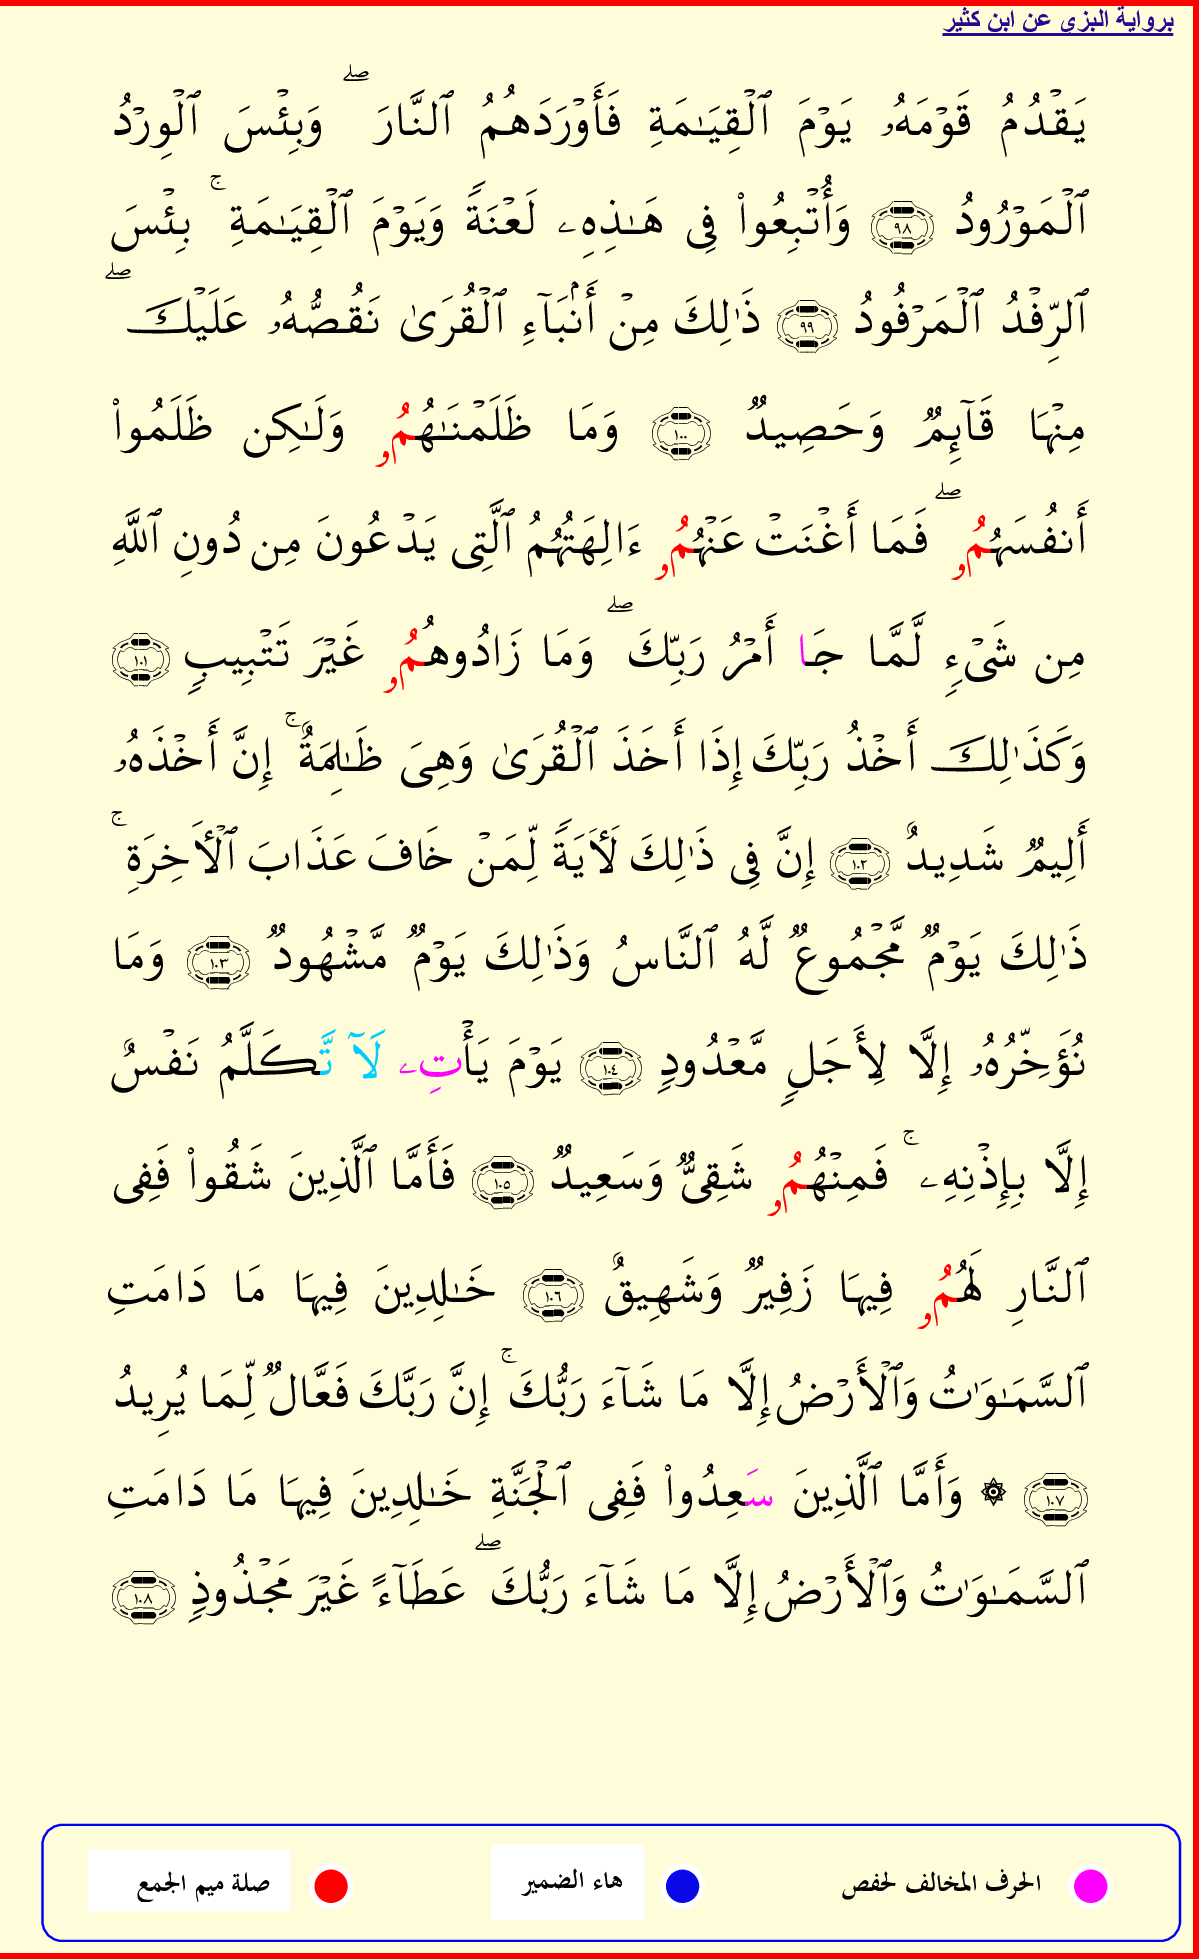 برواية البزي عن ابن كثير
يَقْدُمُ قَوْمَهُۥ يَوْمَ ٱلْقِيَـٰمَةِ فَأَوْرَدَهُمُ ٱلنَّارَ ۖ وَبِئْسَ ٱلْوِرْدُ
ٱلْمَوْرُودُ ٩٨ وَأُتْبِعُوا۟ فِى هَـٰذِهِۦ لَعْنَةً وَيَوْمَ ٱلْقِيَـٰمَةِ ۚ بِئْسَ
ٱلرِّفْدُ ٱلْمَرْفُودُ ٩٩ ذَٰلِكَ مِنْ أَنۢبَآءِ ٱلْقُرَىٰ نَقُصُّهُۥ عَلَيْكَ ۖ
مِنْهَا قَآئِمٌ وَحَصِيدٌ ١٠٠ وَمَا ظَلَمْنَـٰهُمُۥ وَلَـٰكِن ظَلَمُوا۟
أَنفُسَهُمُۥ ۖ فَمَا أَغْنَتْ عَنْهُمُۥ ءَالِهَتُهُمُ ٱلَّتِى يَدْعُونَ مِن دُونِ ٱللَّهِ
مِن شَىْءٍ لَّمَّا جَا أَمْرُ رَبِّكَ ۖ وَمَا زَادُوهُمُۥ غَيْرَ تَتْبِيبٍ ١٠١
وَكَذَٰلِكَ أَخْذُ رَبِّكَ إِذَا أَخَذَ ٱلْقُرَىٰ وَهِىَ ظَـٰلِمَةٌ ۚ إِنَّ أَخْذَهُۥ
أَلِيمٌ شَدِيدٌ ١٠٢ إِنَّ فِى ذَٰلِكَ لَأَيَةً لِّمَنْ خَافَ عَذَابَ ٱلْأَخِرَةِ ۚ
ذَٰلِكَ يَوْمٌ مَّجْمُوعٌ لَّهُ ٱلنَّاسُ وَذَٰلِكَ يَوْمٌ مَّشْهُودٌ ١٠٣ وَمَا
نُؤَخِّرُهُۥ إِلَّا لِأَجَلٍ مَّعْدُودٍ ١٠٤ يَوْمَ يَأْتِۦ لَآ تَّكَلَّمُ نَفْسٌ
إِلَّا بِإِذْنِهِۦ ۚ فَمِنْهُمُۥ شَقِىٌّ وَسَعِيدٌ ١٠٥ فَأَمَّا ٱلَّذِينَ شَقُوا۟ فَفِى
ٱلنَّارِ لَهُمُۥ فِيهَا زَفِيرٌ وَشَهِيقٌ ١٠٦ خَـٰلِدِينَ فِيهَا مَا دَامَتِ
ٱلسَّمَـٰوَٰتُ وَٱلْأَرْضُ إِلَّا مَا شَآءَ رَبُّكَ ۚ إِنَّ رَبَّكَ فَعَّالٌ لِّمَا يُرِيدُ
١٠٧ ۞ وَأَمَّا ٱلَّذِينَ سَعِدُوا۟ فَفِى ٱلْجَنَّةِ خَـٰلِدِينَ فِيهَا مَا دَامَتِ
ٱلسَّمَـٰوَٰتُ وَٱلْأَرْضُ إِلَّا مَا شَآءَ رَبُّكَ ۖ عَطَآءً غَيْرَ مَجْذُوذٍ ١٠٨
الحرف المخالف لحفص
هاء الضمير
صلة ميم الجمع